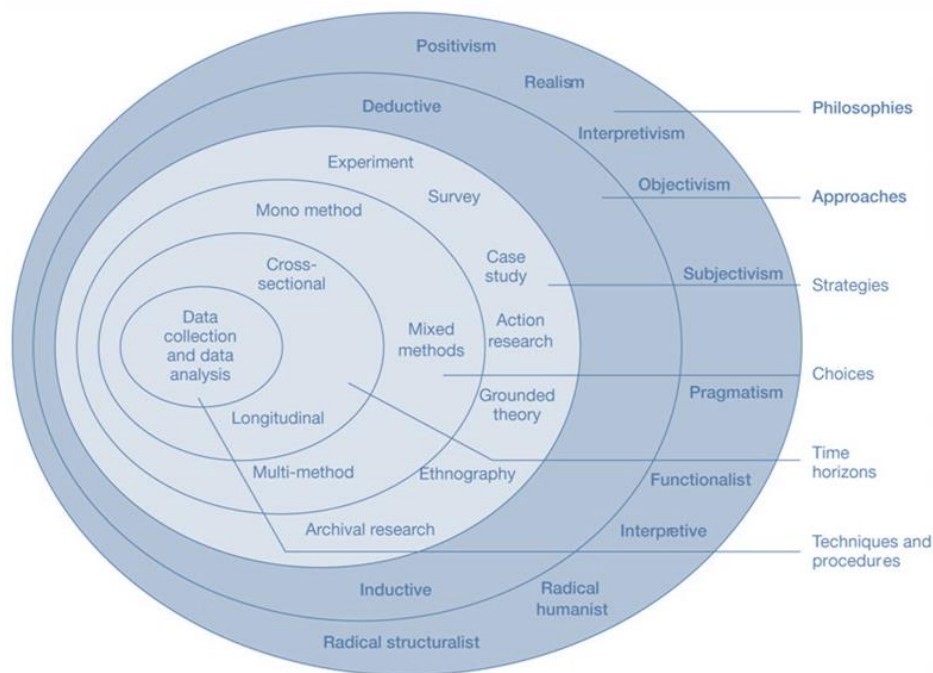 Positivism
Realism
Philosophies
Deductive
Interpretivism
Experiment
Objectivism
Survey
Approaches
Mono method
Case
study
Cross-
sectional
Subjectivism
Strategies
Data
collection
and data
analysis
Mixed
methods
Action
research
Choices
Grounded
theory
Pragmatism
Longitudinal
Time
horizons
Multi-method
Ethnography
Functionalist
Archival research
Interpretive
Techniques and
procedures
Inductive
Radical
humanist
Radical structuralist